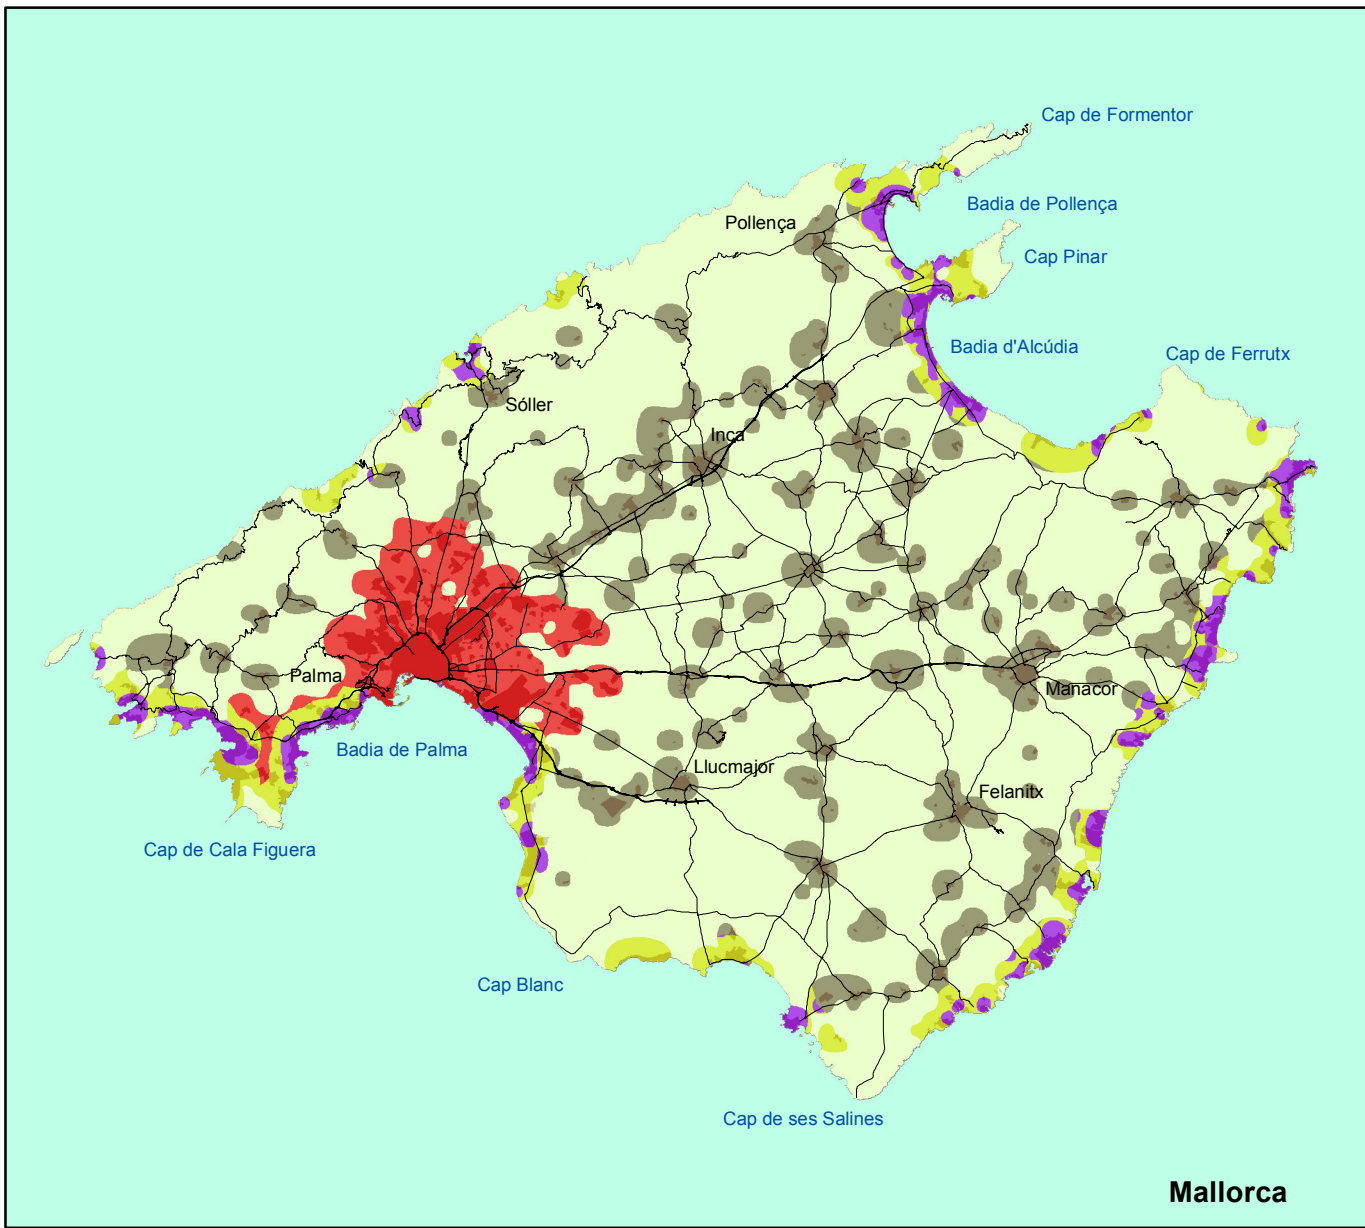 Cap de Formentor
Badia de Pollença
Pollença
Cap Pinar
Badia d'Alcúdia
Cap de Ferrutx
Sóller
Inca
Palma
Manacor
Badia de Palma
Llucmajor
Felanitx
Cap de Cala Figuera
Cap Blanc
Cap de ses Salines
Mallorca